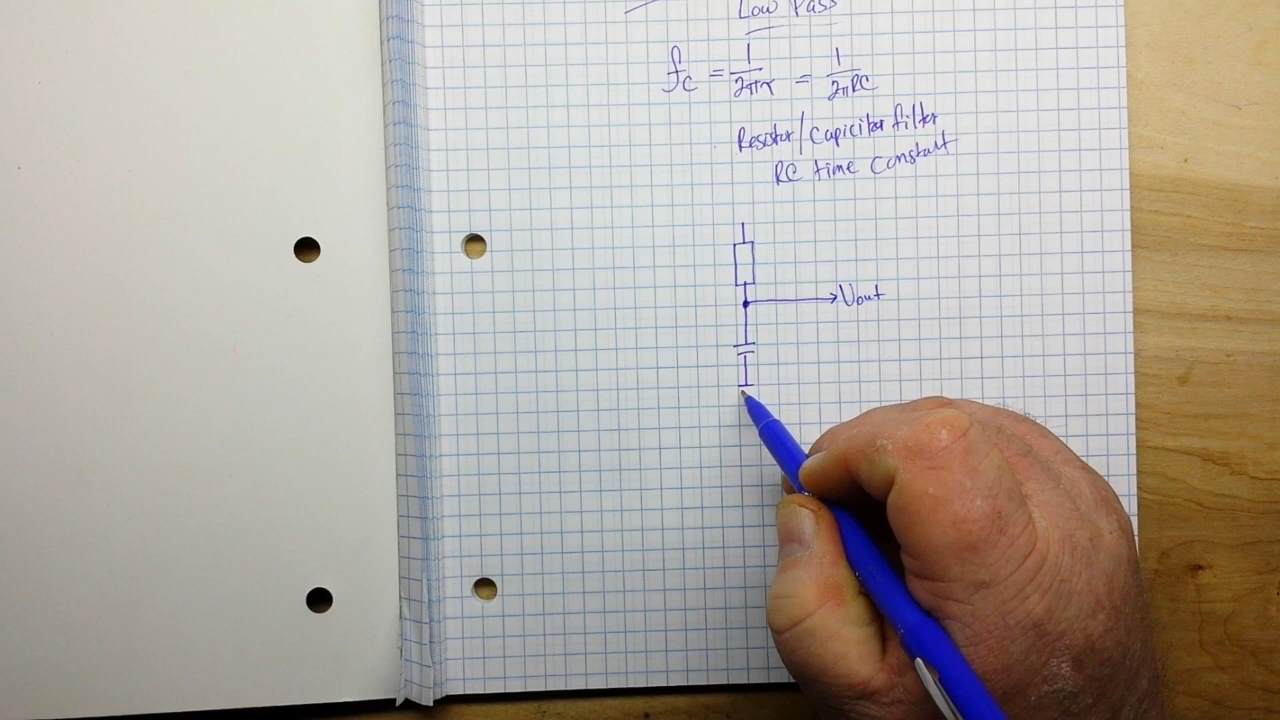 Low Pass
fc = 1/2πτ = 1/2πRC
Resistor/Capicitor filter
RC time constant
Vout